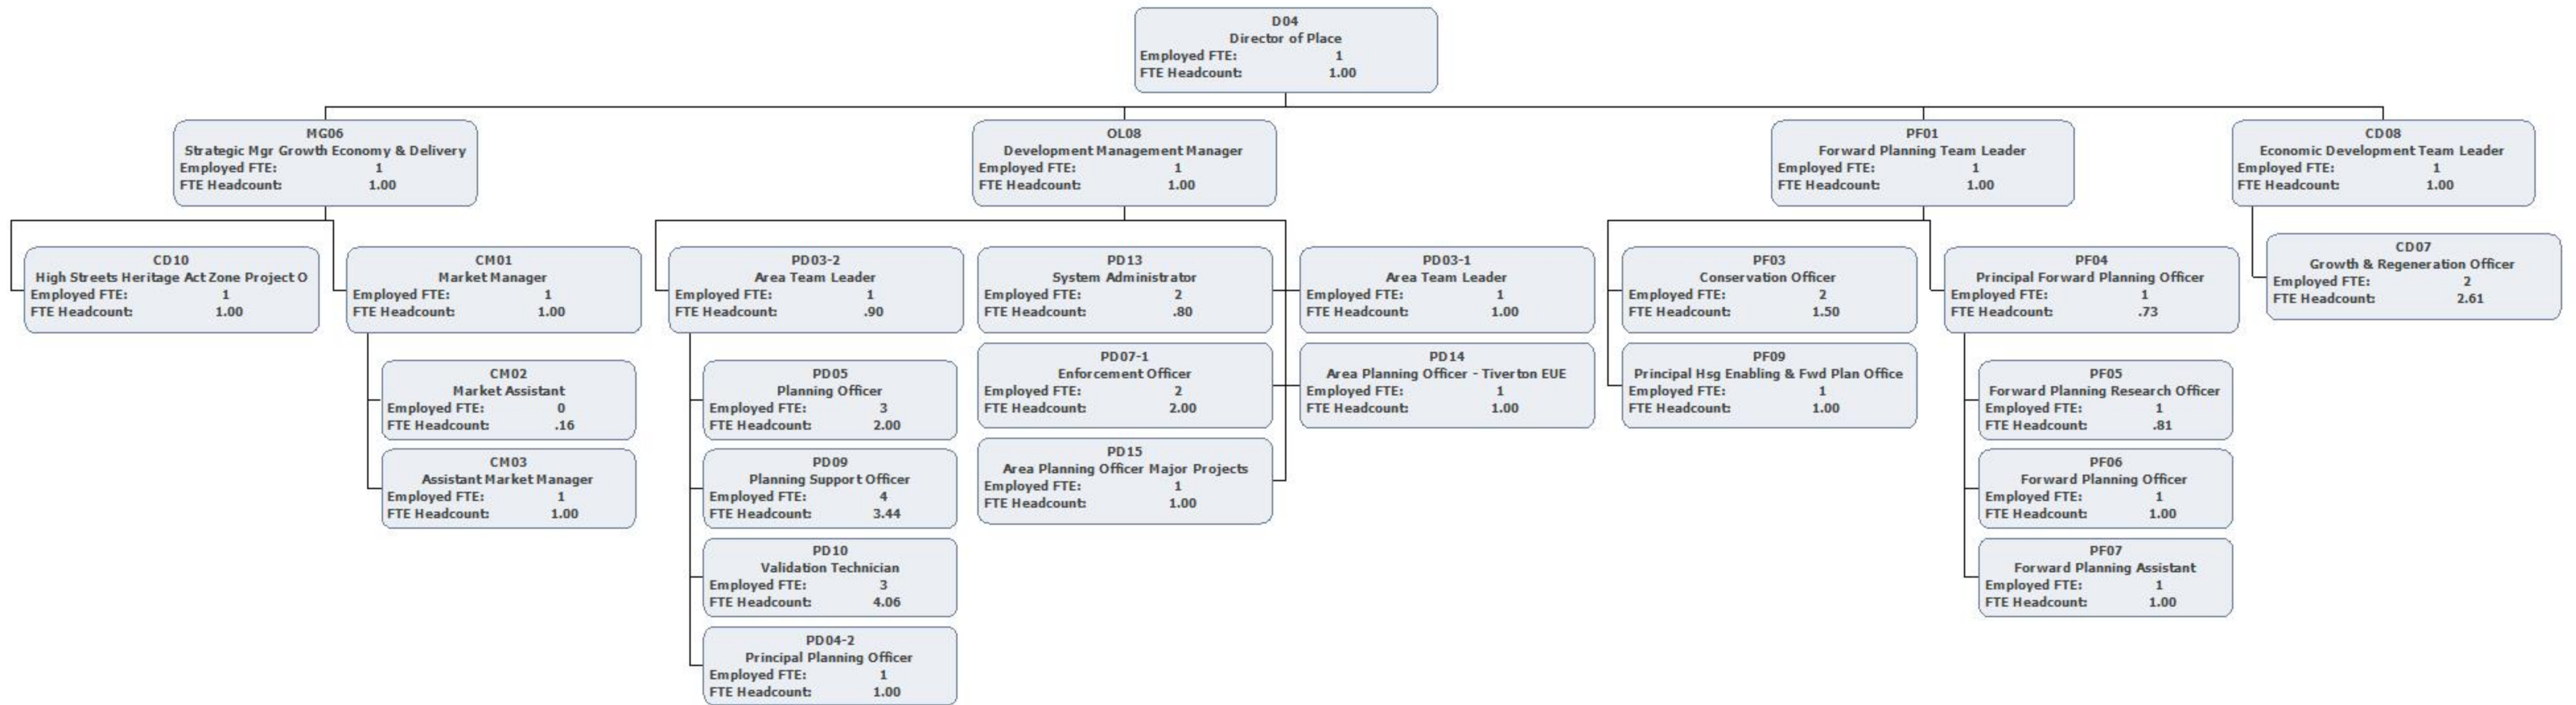 D04
Director of Place
Employed FTE: 1
FTE Headcount: 1.00
MG06
Strategic Mgr Growth Economy & Delivery
Employed FTE: 1
FTE Headcount: 1.00
OL08
Development Management Manager
Employed FTE: 1
FTE Headcount: 1.00
PF01
Forward Planning Team Leader
Employed FTE: 1
FTE Headcount: 1.00
CD08
Economic Development Team Leader
Employed FTE: 1
FTE Headcount: 1.00
CD10
High Streets Heritage Act Zone Project O
Employed FTE: 1
FTE Headcount: 1.00
CM01
Market Manager
Employed FTE: 1
FTE Headcount: 1.00
PD03-2
Area Team Leader
Employed FTE: 1
FTE Headcount: .90
PD13
System Administrator
Employed FTE: 2
FTE Headcount: .80
PD03-1
Area Team Leader
Employed FTE: 1
FTE Headcount: 1.00
PF03
Conservation Officer
Employed FTE: 2
FTE Headcount: 1.50
PF04
Principal Forward Planning Officer
Employed FTE: 1
FTE Headcount: .73
CD07
Growth & Regeneration Officer
Employed FTE: 2
FTE Headcount: 2.61
CM02
Market Assistant
Employed FTE: 0
FTE Headcount: .16
PD05
Planning Officer
Employed FTE: 3
FTE Headcount: 2.00
PD07-1
Enforcement Officer
Employed FTE: 2
FTE Headcount: 2.00
PD14
Area Planning Officer - Tiverton EUE
Employed FTE: 1
FTE Headcount: 1.00
PF09
Principal Hsg Enabling & Fwd Plan Office
Employed FTE: 1
FTE Headcount: 1.00
PF05
Forward Planning Research Officer
Employed FTE: 1
FTE Headcount: .81
CM03
Assistant Market Manager
Employed FTE: 1
FTE Headcount: 1.00
PD09
Planning Support Officer
Employed FTE: 4
FTE Headcount: 3.44
PD15
Area Planning Officer Major Projects
Employed FTE: 1
FTE Headcount: 1.00
PF06
Forward Planning Officer
Employed FTE: 1
FTE Headcount: 1.00
PD10
Validation Technician
Employed FTE: 3
FTE Headcount: 4.06
PF07
Forward Planning Assistant
Employed FTE: 1
FTE Headcount: 1.00
PD04-2
Principal Planning Officer
Employed FTE: 1
FTE Headcount: 1.00